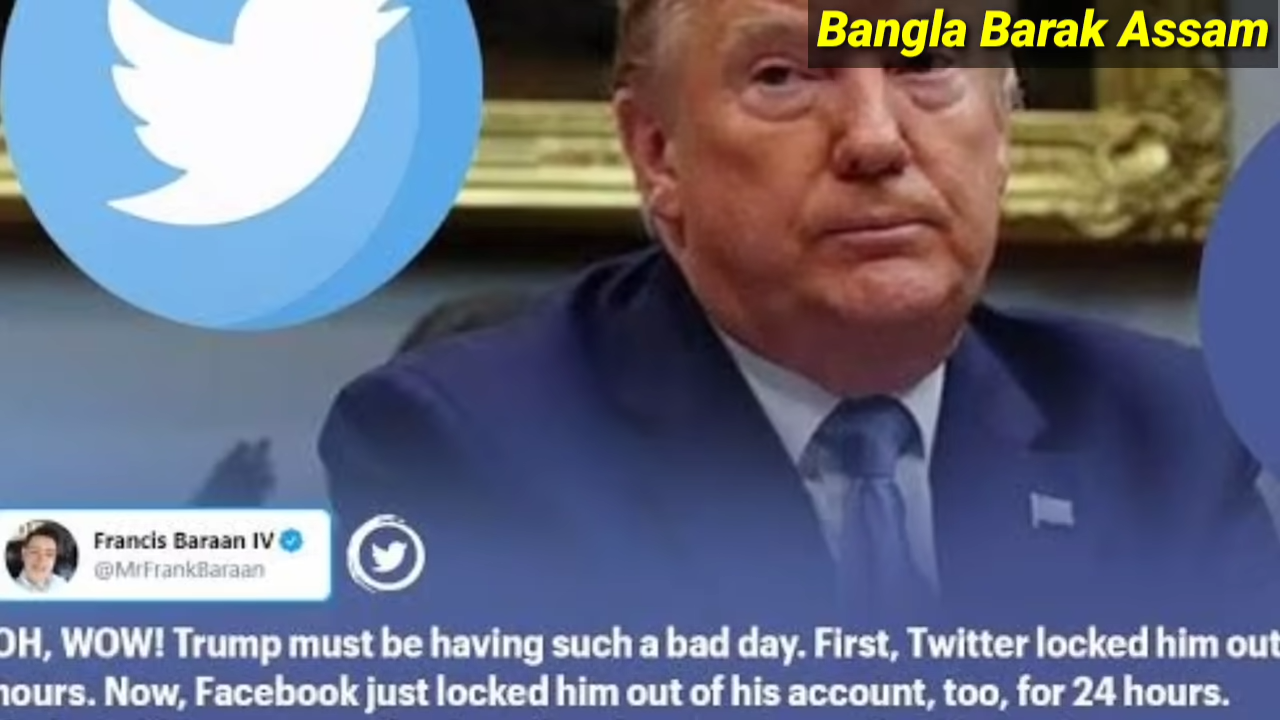 Bangla Barak Assam
Francis Baraan IV
@MrFrankBaraan
OH, WOW! Trump must be having such a bad day. First, Twitter locked him out
hours. Now, Facebook just locked him out of his account, too, for 24 hours.